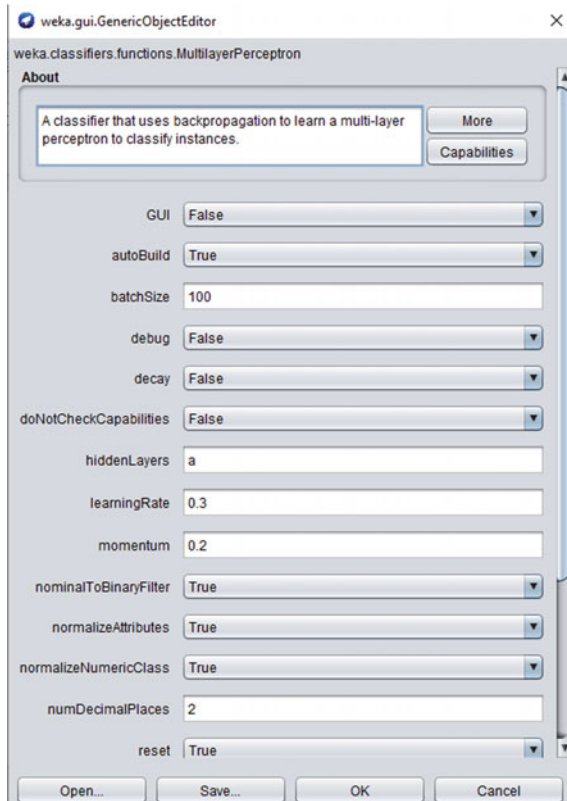 weka.gui.GenericObjectEditor
weka.classifiers.functions.MultilayerPerceptron
About
A classifier that uses backpropagation to learn a multi-layer
perceptron to classify instances.
More
Capabilities
GUI False
autoBuild True
batchSize 100
debug False
decay False
doNotCheckCapabilities False
hiddenLayers a
learningRate 0.3
momentum 0.2
nominalToBinaryFilter True
normalizeAttributes True
normalizeNumericClass True
numDecimalPlaces 2
reset True
Open... Save... OK Cancel